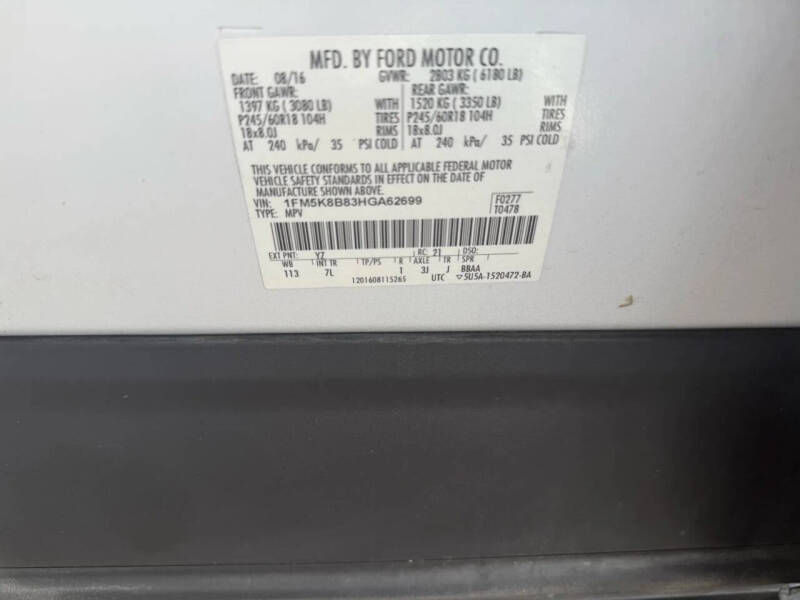 MFD. BY FORD MOTOR CO.
DATE: 08/16 GVWR: 2803 KG ( 6180 LB)
FRONT GAWR: REAR GAWR:
1397 KG ( 3080 LB) WITH 1520 KG ( 3350 LB) WITH
P245/60R18 104H TIRES P245/60R18 104H TIRES
18x8.0J RIMS 18x8.0J RIMS
AT 240 kPa/ 35 PSI COLD AT 240 kPa/ 35 PSI COLD
THIS VEHICLE CONFORMS TO ALL APPLICABLE FEDERAL MOTOR
VEHICLE SAFETY STANDARDS IN EFFECT ON THE DATE OF
MANUFACTURE SHOWN ABOVE.
VIN: 1FM5K8B83HGA62699 F0277
TYPE: MPV T0478
EXT PNT: YZ RC: 21 DSO:
WB INT TR TP/PS R AXLE TR SPR
113 7L I 3J J BBAA
1201608115265 UTC ▽5U5A-1520472-BA